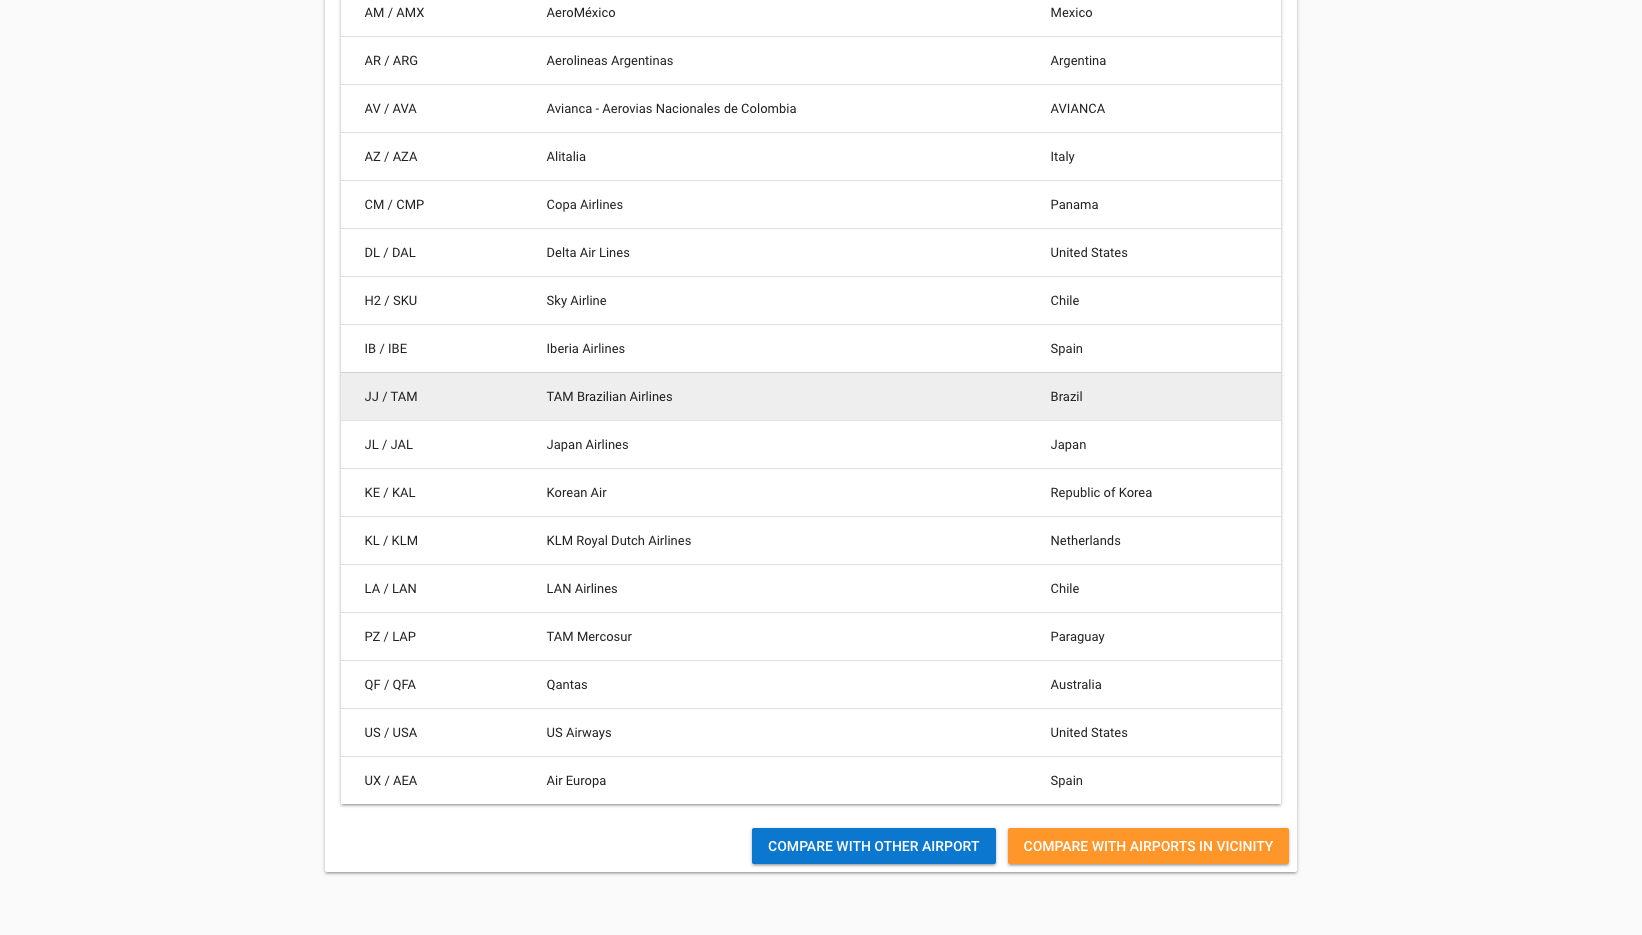 AM / AMX AeroMéxico Mexico
AR / ARG Aerolineas Argentinas Argentina
AV / AVA Avianca - Aerovias Nacionales de Colombia AVIANCA
AZ / AZA Alitalia Italy
CM / CMP Copa Airlines Panama
DL / DAL Delta Air Lines United States
H2 / SKU Sky Airline Chile
IB / IBE Iberia Airlines Spain
JJ / TAM TAM Brazilian Airlines Brazil
JL / JAL Japan Airlines Japan
KE / KAL Korean Air Republic of Korea
KL / KLM KLM Royal Dutch Airlines Netherlands
LA / LAN LAN Airlines Chile
PZ / LAP TAM Mercosur Paraguay
QF / QFA Qantas Australia
US / USA US Airways United States
UX / AEA Air Europa Spain
COMPARE WITH OTHER AIRPORT COMPARE WITH AIRPORTS IN VICINITY